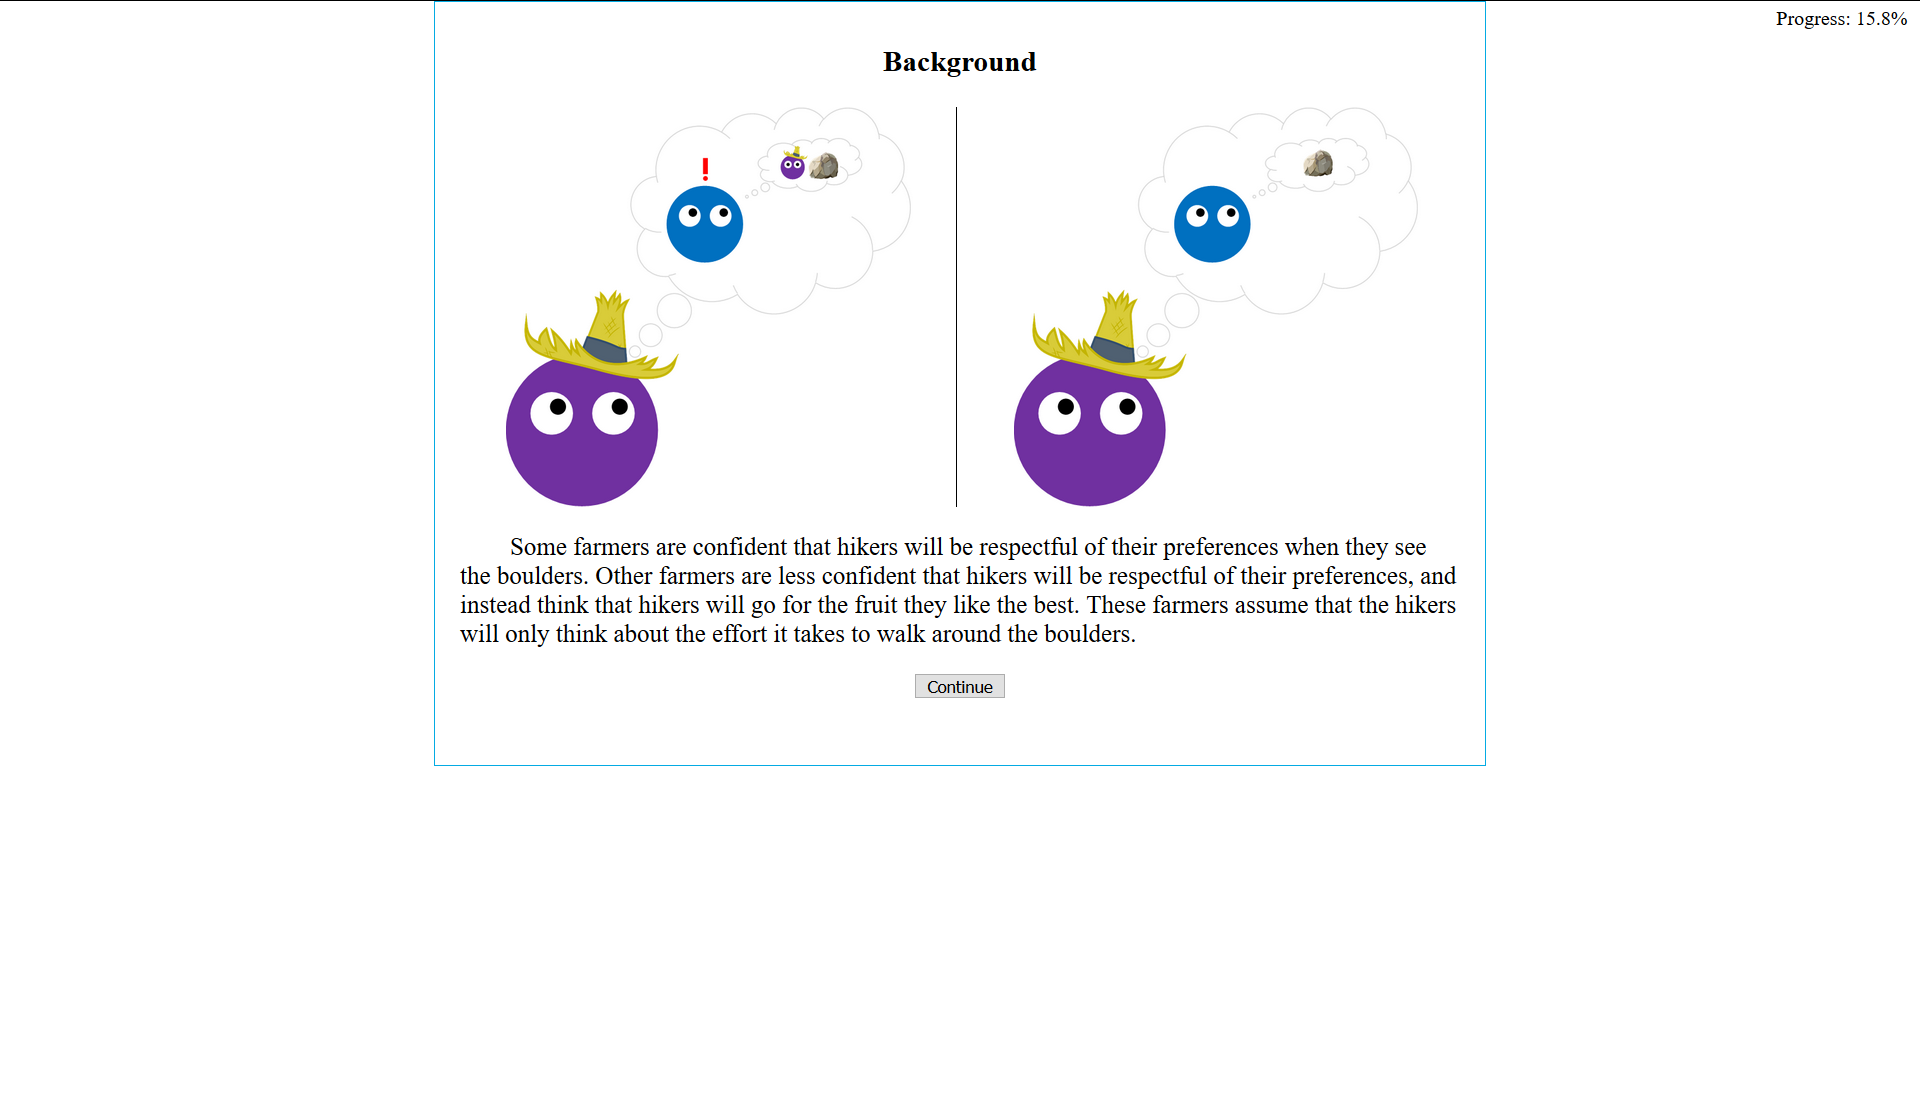 Progress: 15.8%
Background
!
Some farmers are confident that hikers will be respectful of their preferences when they see
the boulders. Other farmers are less confident that hikers will be respectful of their preferences, and
instead think that hikers will go for the fruit they like the best. These farmers assume that the hikers
will only think about the effort it takes to walk around the boulders.
Continue